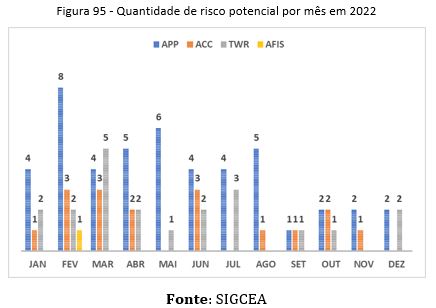 Figura 95 - Quantidade de risco potencial por mês em 2022
APP ACC TWR AFIS
4 1 2 8 3 2 1 4 3 5 5 2 2 6 1 4 3 2 4 3 5 1 1 1 1 2 2 1 2 1 2 2
JAN FEV MAR ABR MAI JUN JUL AGO SET OUT NOV DEZ
Fonte: SIGCEA